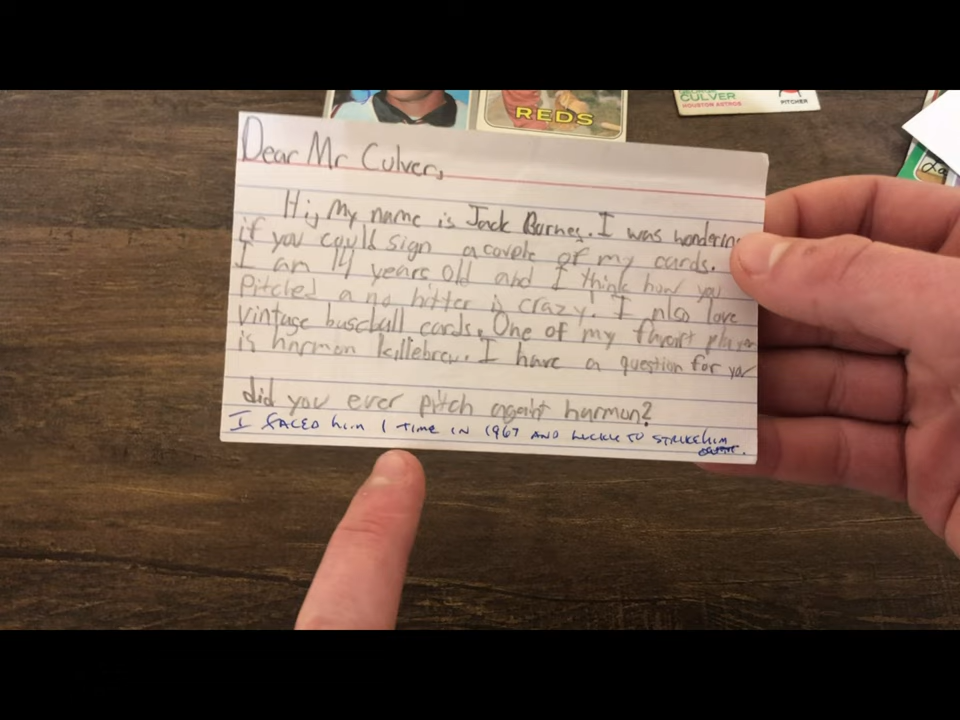 REDS
CULVER
HOUSTON ASTROS
PITCHER
Dear Mr Culver,
Hi, My name is Jack Burnes. I was wondering
if you could sign a couple of my cards.
I am 14 years old and I think how you
Pitched a no hitter is crazy! I also love
vintage baseball cards. One of my favorit player
is harmon killebrew. I have a question for you
did you ever pitch against harmon?
I FACED him 1 TIME IN 1967 AND LUCKY TO STRIKE him